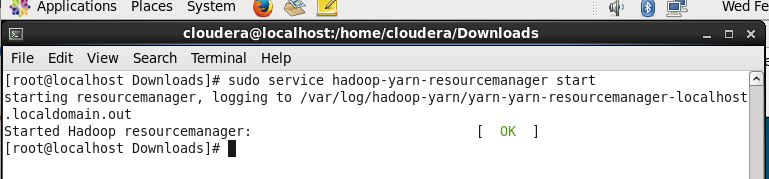 Applications Places System Wed Fe
cloudera@localhost:/home/cloudera/Downloads
File Edit View Search Terminal Help
[root@localhost Downloads]# sudo service hadoop-yarn-resourcemanager start
starting resourcemanager, logging to /var/log/hadoop-yarn/yarn-yarn-resourcemanager-localhost
.localdomain.out
Started Hadoop resourcemanager: [ OK ]
[root@localhost Downloads]#